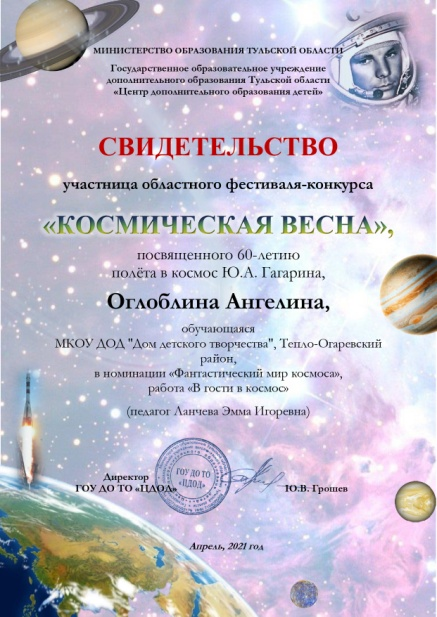 МИНИСТЕРСТВО ОБРАЗОВАНИЯ ТУЛЬСКОЙ ОБЛАСТИ
Государственное образовательное учреждение
дополнительного образования Тульской области
«Центр дополнительного образования детей»
СВИДЕТЕЛЬСТВО
участница областного фестиваля-конкурса
«КОСМИЧЕСКАЯ ВЕСНА»,
посвященного 60-летию
полёта в космос Ю.А. Гагарина,
Оглоблина Ангелина,
обучающаяся
МКОУ ДОД "Дом детского творчества", Тепло-Огаревский
район,
в номинации «Фантастический мир космоса»,
работа «В гости в космос»
(педагог Ланчева Эмма Игоревна)
Директор
ГОУ ДО ТО «ЦДОД»
ГОУ ДО ТО
«ЦДОД»
Ю.В. Грошев
Апрель, 2021 год